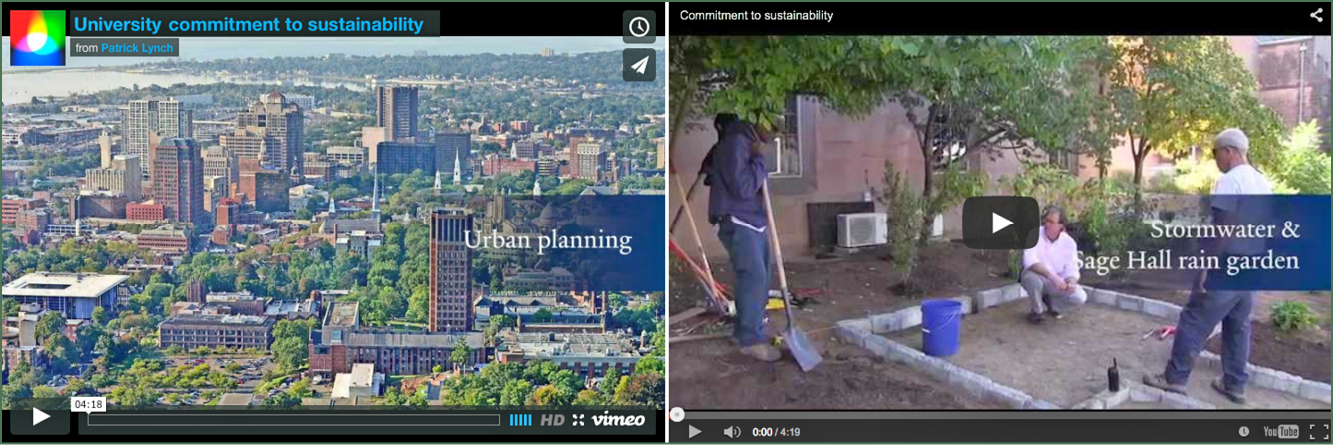 University commitment to sustainability
from Patrick Lynch
Urban planning
04:18
HD
vimeo
Commitment to sustainability
Stormwater &
Sage Hall rain garden
0:00 / 4:19
YouTube